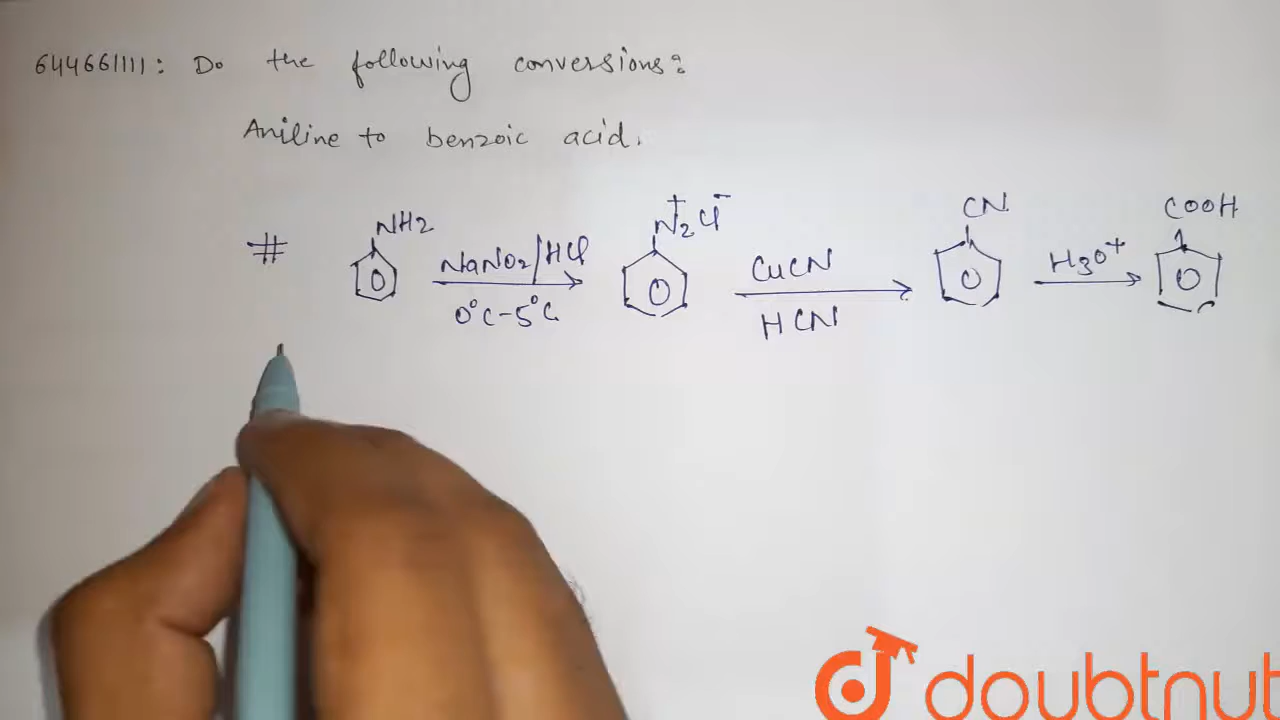 644661111: Do the following conversions?
Aniline to benzoic acid.
# NH2 NaNO2/HCl 0°C-5°C N2+Cl- CuCN HCN CN H3O+ COOH
doubtnut